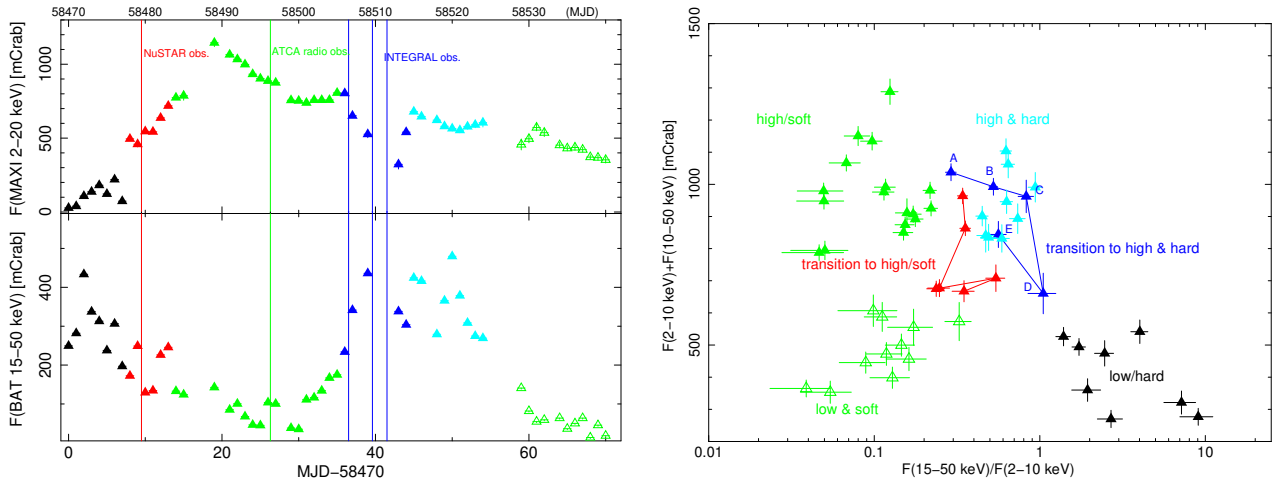 58470 58480 58490 58500 58510 58520 58530 (MJD)
NuSTAR obs.
ATCA radio obs
INTEGRAL obs.
F(MAXI 2−20 keV) [mCrab]
1000
500
0
F(BAT 15−50 keV) [mCrab)
400
200
0 10 20 30 40 50 60 70
MJD−58470
F(2−10 keV)+F(10−50 keV) [mCrab]
1500
1000
500
high/soft
high & hard
A
B
C
E
transition to high & hard
transition to high/soft
D
low/hard
low & soft
0.01 0.1 1 10
F(15−50 keV)/F(2−10 keV)